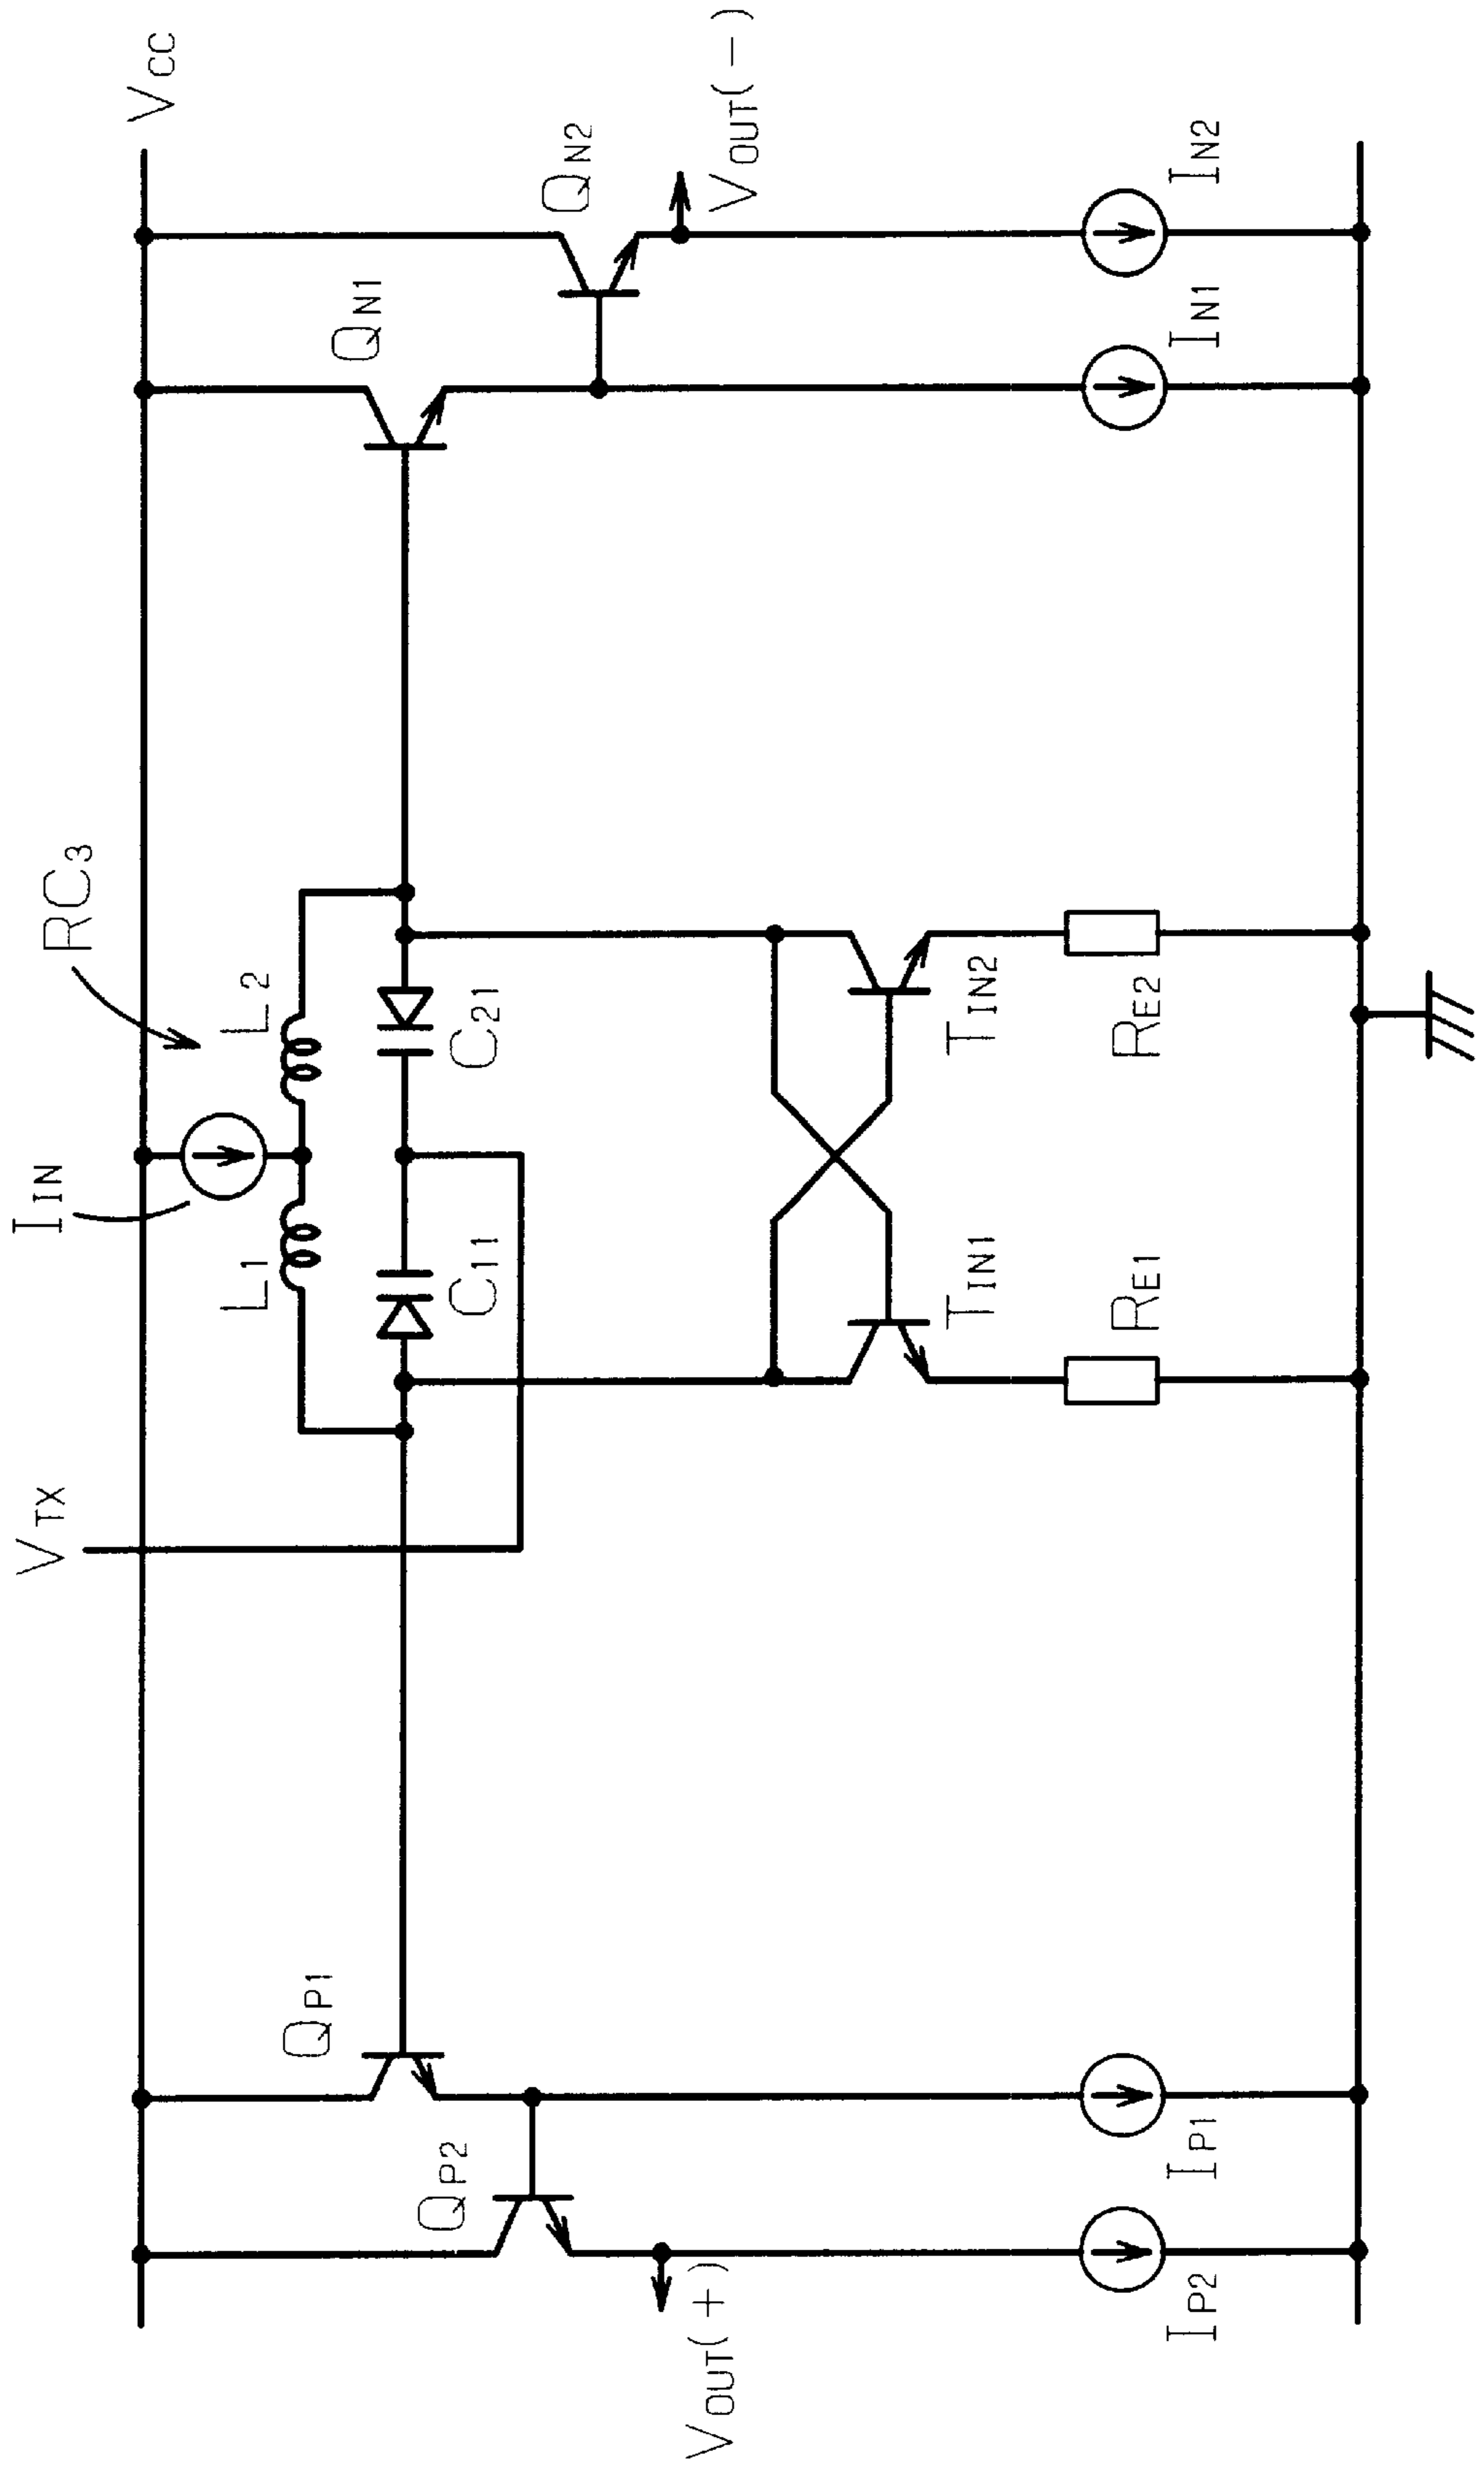 VCC
VTX
IIN
RC3
L1
L2
QP1
QN1
C11
C21
QP2
QN2
VOUT(+)
VOUT(-)
TIN1
TIN2
RE1
RE2
IP2
IP1
IN1
IN2